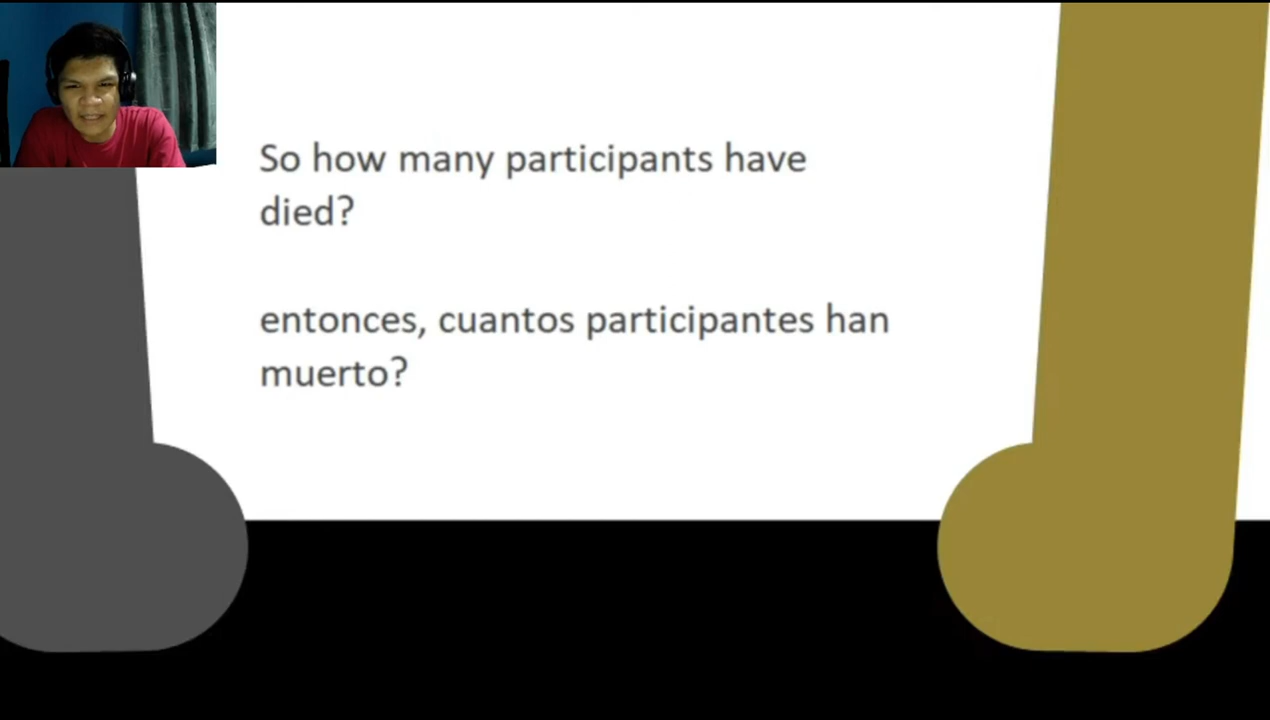 So how many participants have
died?
entonces, cuantos participantes han
muerto?